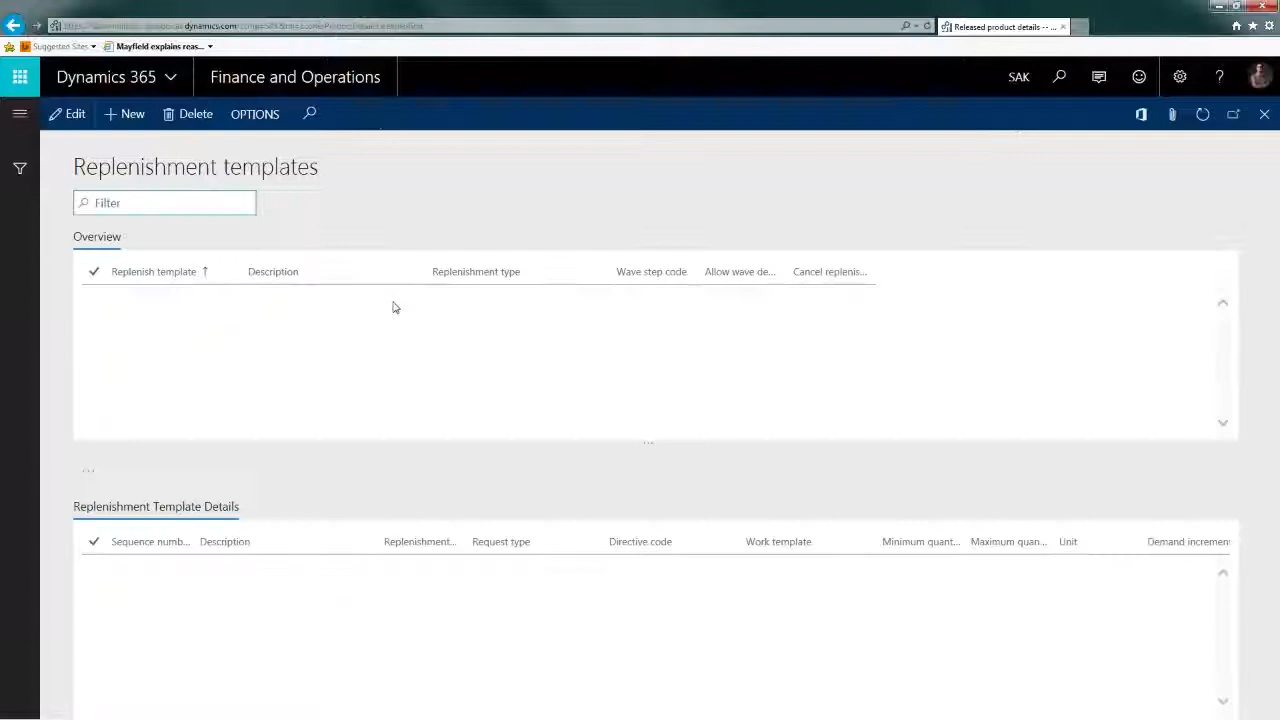 dynamics.com
Released product details -- ...
Suggested Sites
Mayfield explains reas...
Dynamics 365
Finance and Operations
SAK
?
Edit
New
Delete
OPTIONS
Replenishment templates
Filter
Overview
Replenish template
Description
Replenishment type
Wave step code
Allow wave de...
Cancel replenis...
...
...
Replenishment Template Details
Sequence numb...
Description
Replenishment...
Request type
Directive code
Work template
Minimum quant...
Maximum quan...
Unit
Demand increment